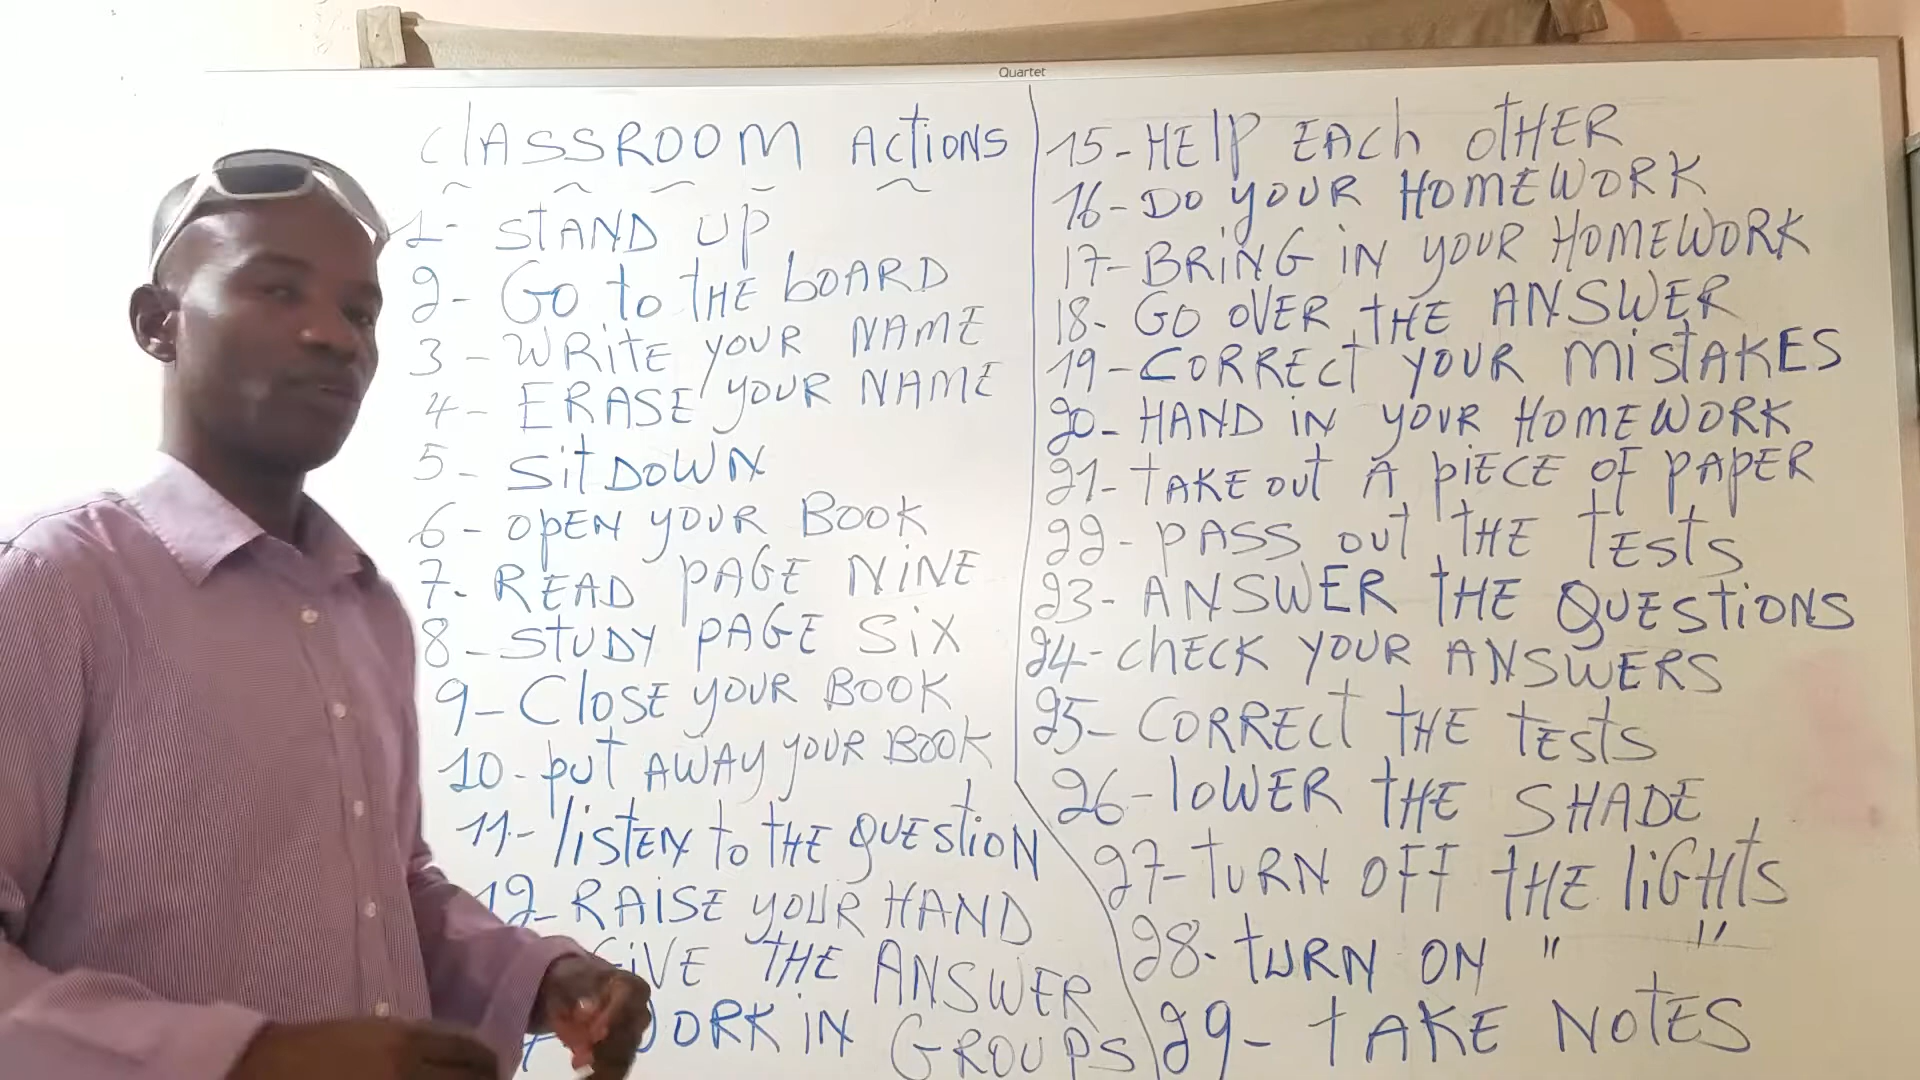 Quartet
CLASSROOM ACTIONS
1- STAND UP
2- GO TO THE BOARD
3- WRITE YOUR NAME
4- ERASE YOUR NAME
5- SIT DOWN
6- OPEN YOUR BOOK
7- READ PAGE NINE
8- STUDY PAGE SIX
9- CLOSE YOUR BOOK
10- PUT AWAY YOUR BOOK
11- LISTEN TO THE QUESTION
12- RAISE YOUR HAND
GIVE THE ANSWER
WORK IN GROUPS
15- HELP EACH OTHER
16- DO YOUR HOMEWORK
17- BRING IN YOUR HOMEWORK
18- GO OVER THE ANSWER
19- CORRECT YOUR MISTAKES
20- HAND IN YOUR HOMEWORK
21- TAKE OUT A PIECE OF PAPER
22- PASS OUT THE TESTS
23- ANSWER THE QUESTIONS
24- CHECK YOUR ANSWERS
25- CORRECT THE TESTS
26- LOWER THE SHADE
27- TURN OFF THE LIGHTS
28- TURN ON " "
29- TAKE NOTES